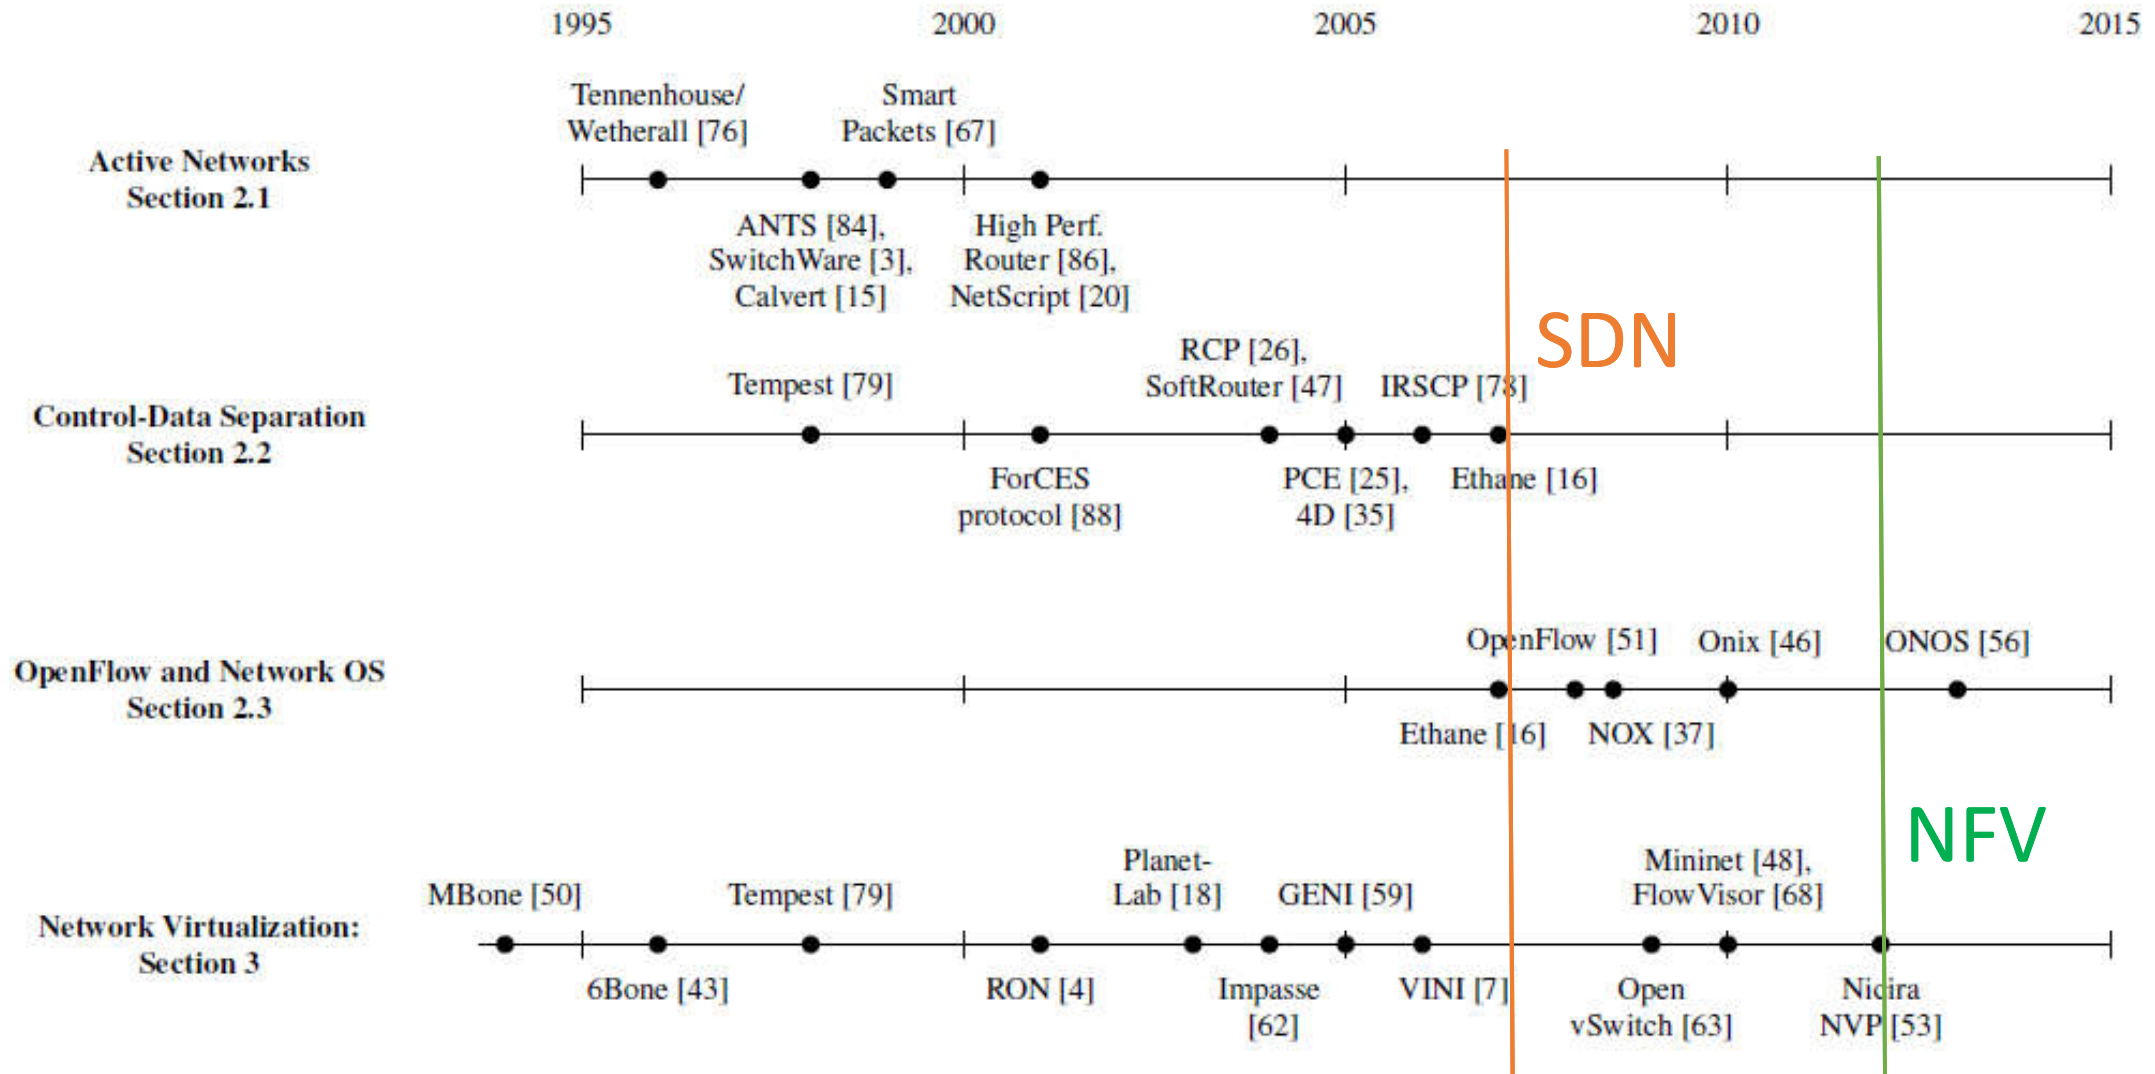 1995 2000 2005 2010 2015
Tennenhouse/
Wetherall [76]
Smart
Packets [67]
Active Networks
Section 2.1
ANTS [84],
SwitchWare [3],
Calvert [15]
High Perf.
Router [86],
NetScript [20]
SDN
Tempest [79]
RCP [26],
SoftRouter [47]
IRSCP [78]
Control-Data Separation
Section 2.2
ForCES
protocol [88]
PCE [25],
4D [35]
Ethane [16]
OpenFlow [51]
Onix [46]
ONOS [56]
OpenFlow and Network OS
Section 2.3
Ethane [16]
NOX [37]
NFV
MBone [50]
Tempest [79]
Planet-
Lab [18]
GENI [59]
Mininet [48],
FlowVisor [68]
Network Virtualization:
Section 3
6Bone [43]
RON [4]
Impasse
[62]
VINI [7]
Open
vSwitch [63]
Nicira
NVP [53]